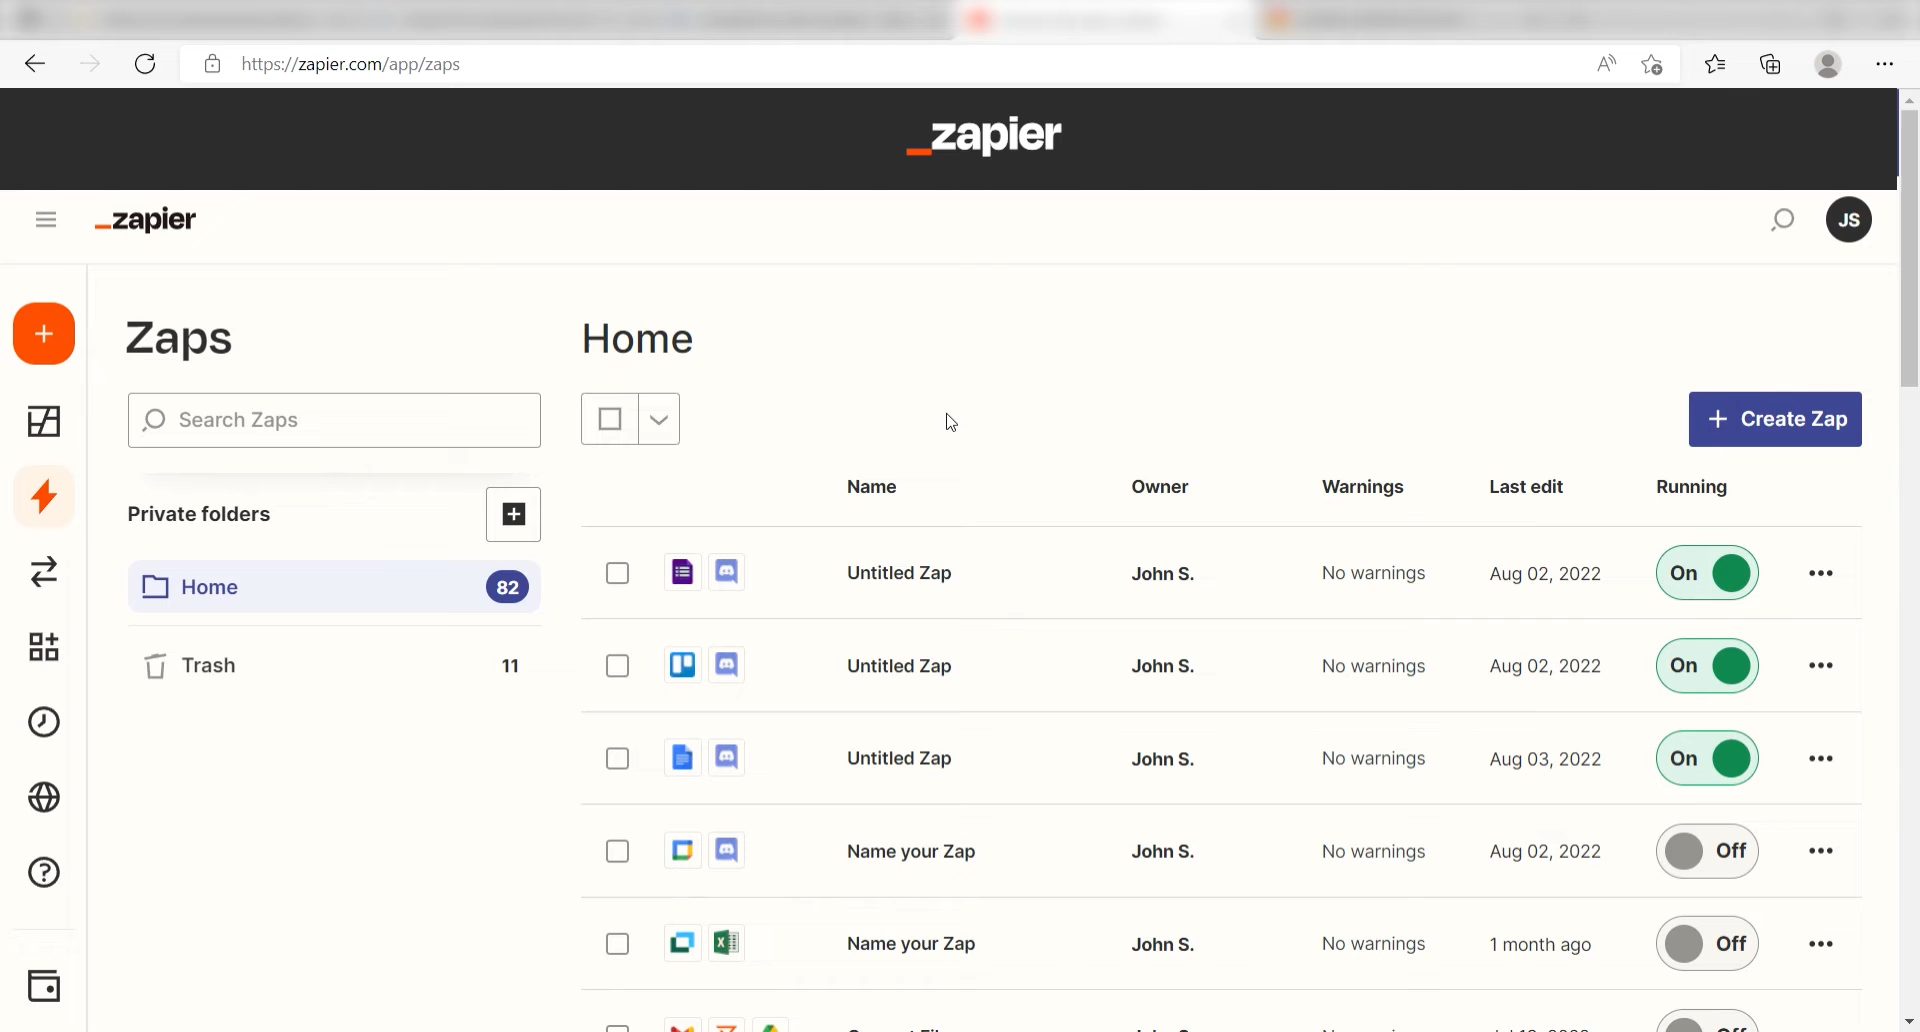 https://zapier.com/app/zaps
zapier
zapier
JS
Zaps
Home
Search Zaps
Create Zap
Name Owner Warnings Last edit Running
Private folders
Home 82
Trash 11
Untitled Zap John S. No warnings Aug 02, 2022 On
Untitled Zap John S. No warnings Aug 02, 2022 On
Untitled Zap John S. No warnings Aug 03, 2022 On
Name your Zap John S. No warnings Aug 02, 2022 Off
Name your Zap John S. No warnings 1 month ago Off